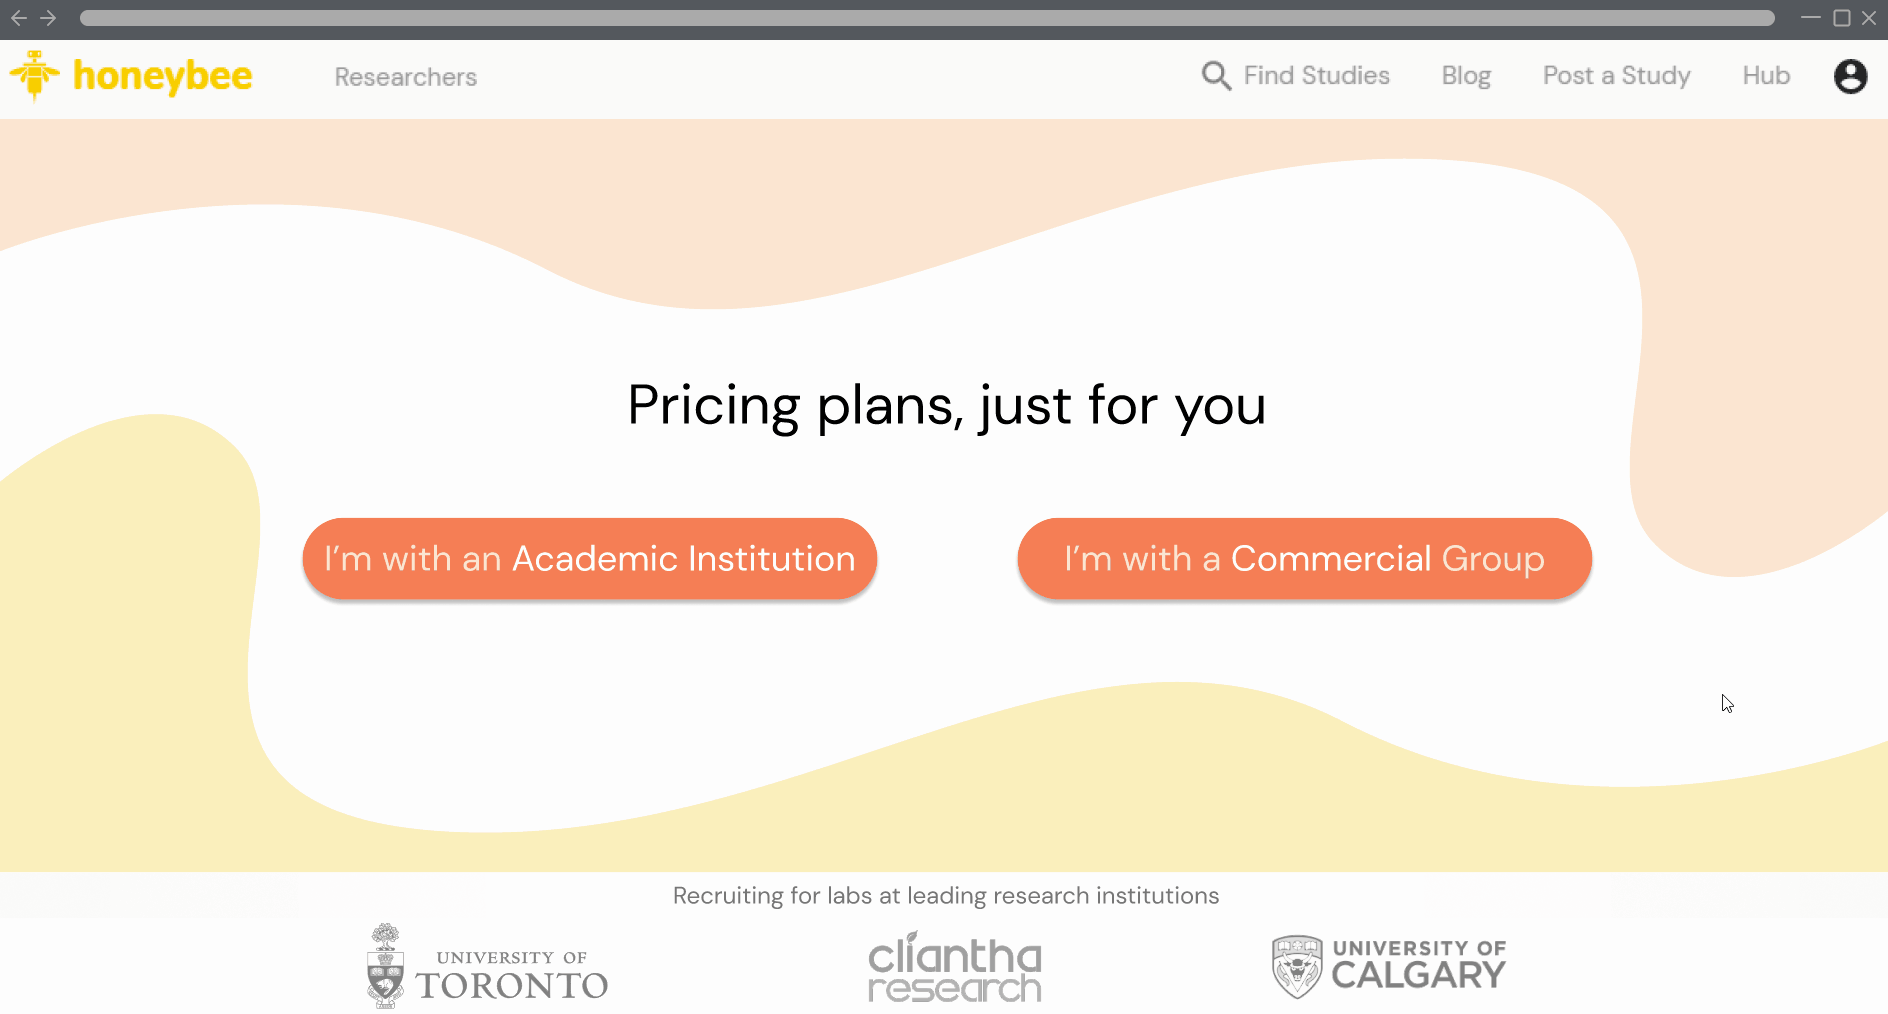 honeybee
Researchers
Find Studies
Blog
Post a Study
Hub
Pricing plans, just for you
I'm with an Academic Institution
I'm with a Commercial Group
Recruiting for labs at leading research institutions
UNIVERSITY OF
TORONTO
cliantha
research
UNIVERSITY OF
CALGARY